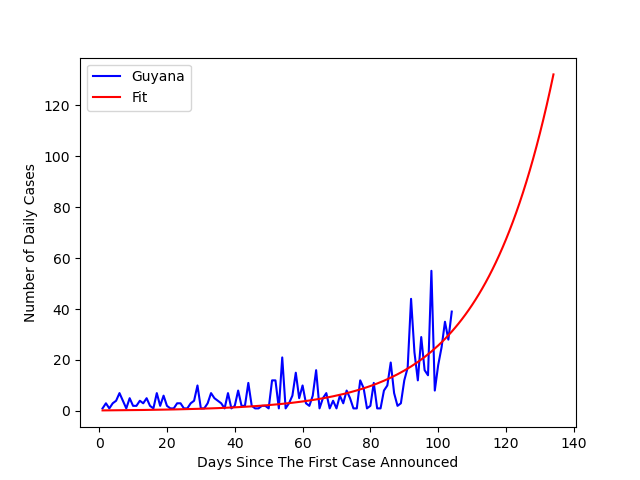 Guyana
Fit
120
100
80
60
40
20
0
Number of Daily Cases
0 20 40 60 80 100 120 140
Days Since The First Case Announced